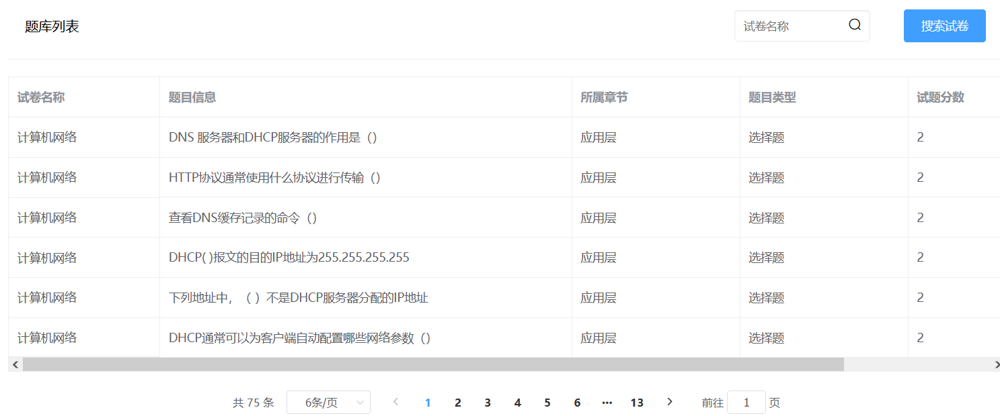 题库列表 试卷名称 搜索试卷
试卷名称 题目信息 所属章节 题目类型 试题分数
计算机网络 DNS 服务器和DHCP服务器的作用是（） 应用层 选择题 2
计算机网络 HTTP协议通常使用什么协议进行传输（） 应用层 选择题 2
计算机网络 查看DNS缓存记录的命令（） 应用层 选择题 2
计算机网络 DHCP( )报文的目的IP地址为255.255.255.255 应用层 选择题 2
计算机网络 下列地址中，（ ）不是DHCP服务器分配的IP地址 应用层 选择题 2
计算机网络 DHCP通常可以为客户端自动配置哪些网络参数（） 应用层 选择题 2
共 75 条 6条/页 1 2 3 4 5 6 ··· 13 前往 1 页